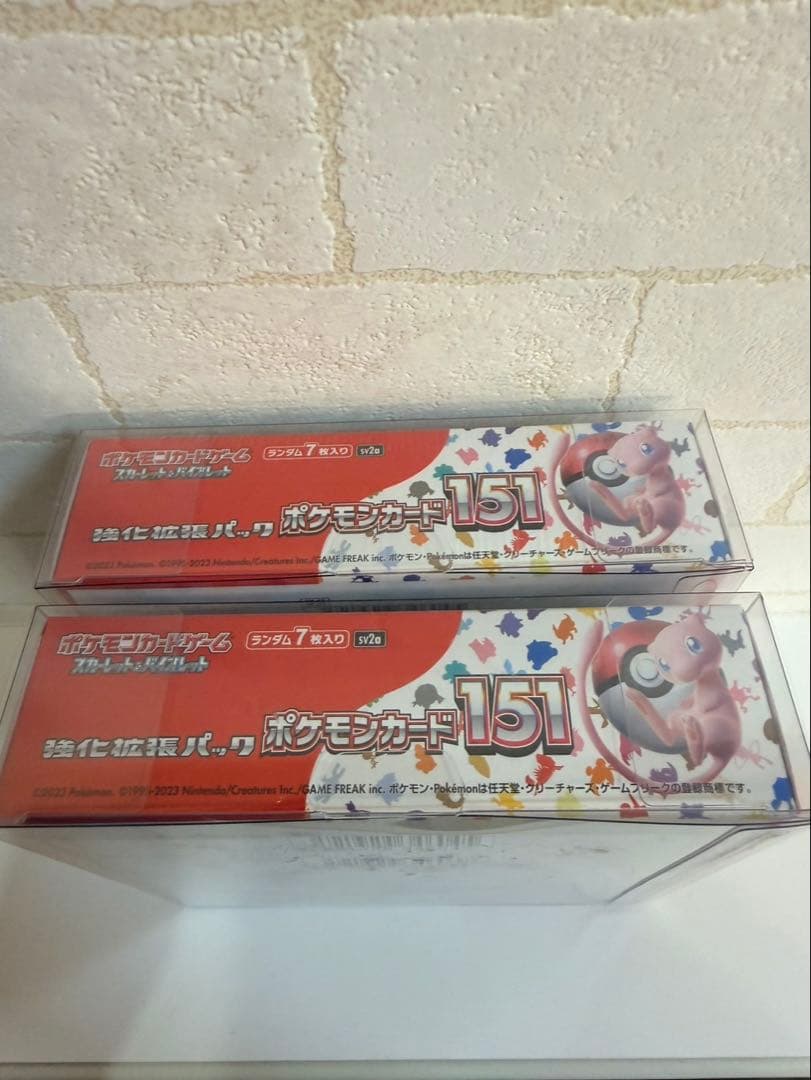 ポケモンカードゲーム
スカーレット&バイオレット
ランダム7枚入り sv2a
強化拡張パック ポケモンカード151
©2023 Pokémon. ©1995-2023 Nintendo/Creatures Inc./GAME FREAK inc. ポケモン・Pokémonは任天堂・クリーチャーズ・ゲームフリークの登録商標です。
ポケモンカードゲーム
スカーレット&バイオレット
ランダム7枚入り sv2a
強化拡張パック ポケモンカード151
©2023 Pokémon. ©1995-2023 Nintendo/Creatures Inc./GAME FREAK inc. ポケモン・Pokémonは任天堂・クリーチャーズ・ゲームフリークの登録商標です。